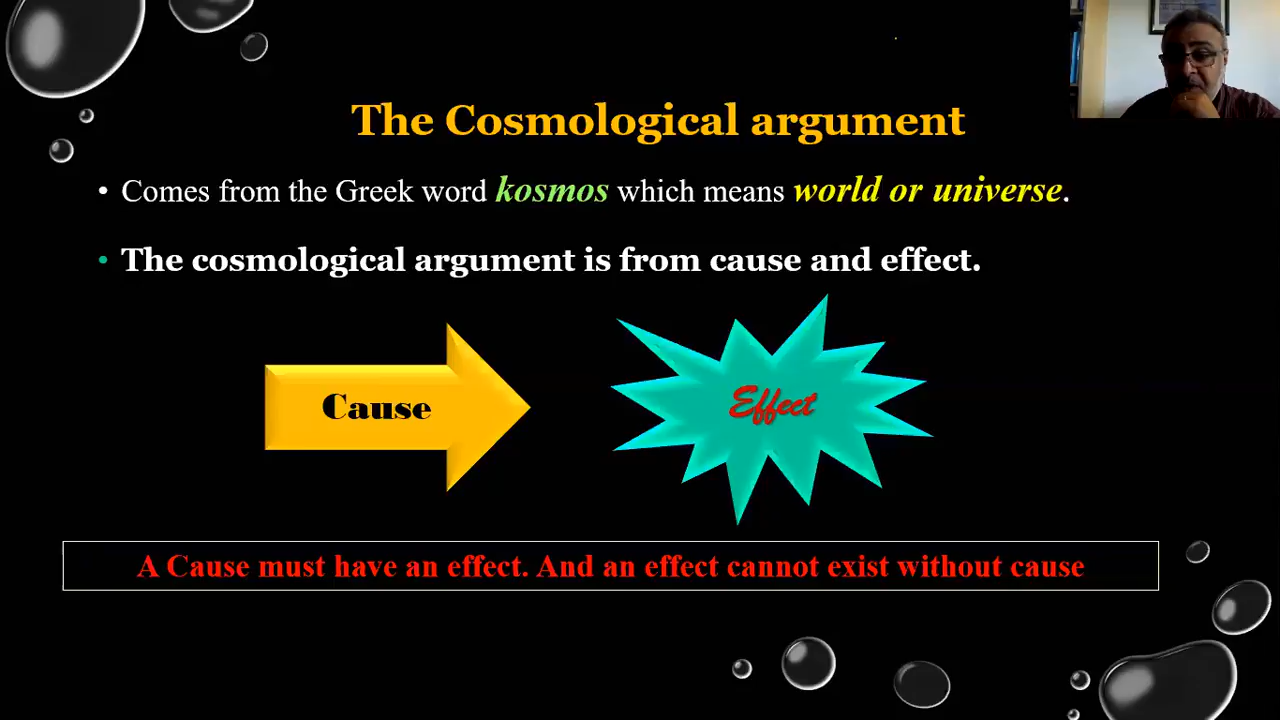 The Cosmological argument
• Comes from the Greek word kosmos which means world or universe.
• The cosmological argument is from cause and effect.
Cause
Effect
A Cause must have an effect. And an effect cannot exist without cause